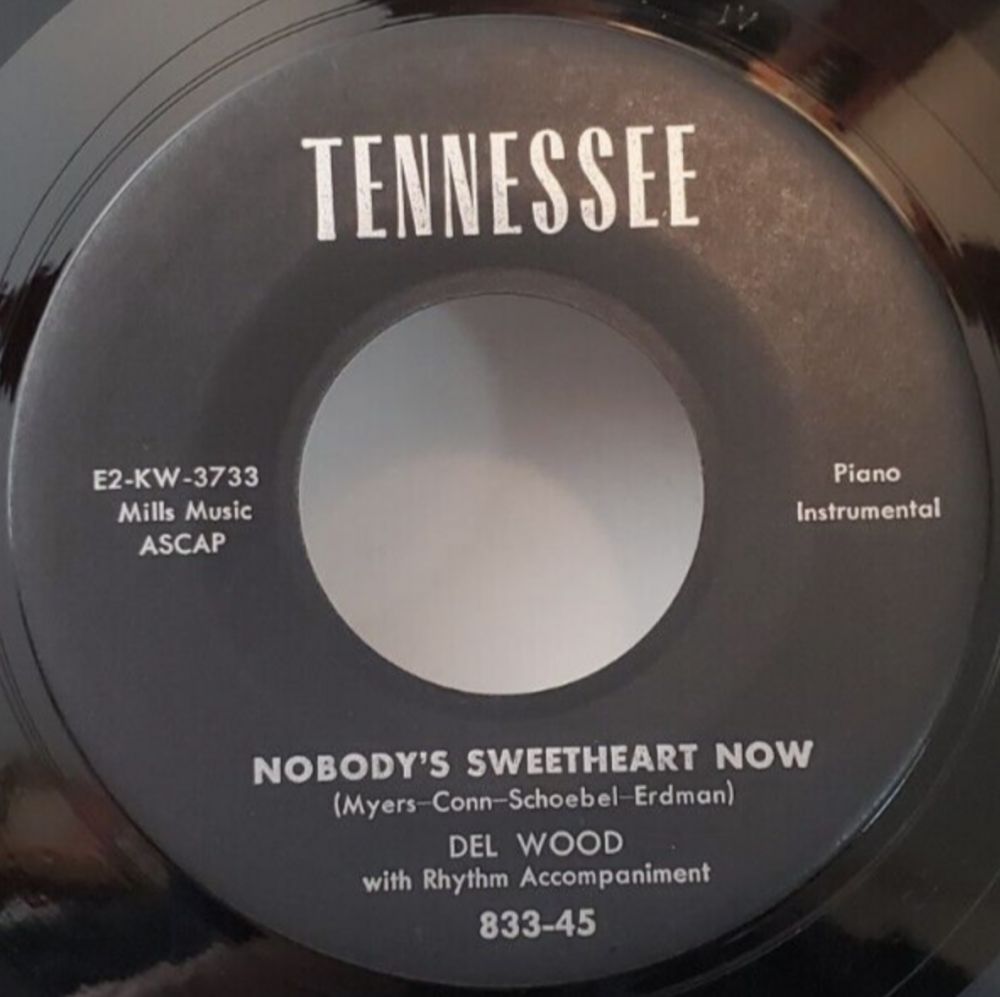 TENNESSEE
E2-KW-3733
Mills Music
ASCAP
Piano
Instrumental
NOBODY'S SWEETHEART NOW
(Myers-Conn-Schoebel-Erdman)
DEL WOOD
with Rhythm Accompaniment
833-45